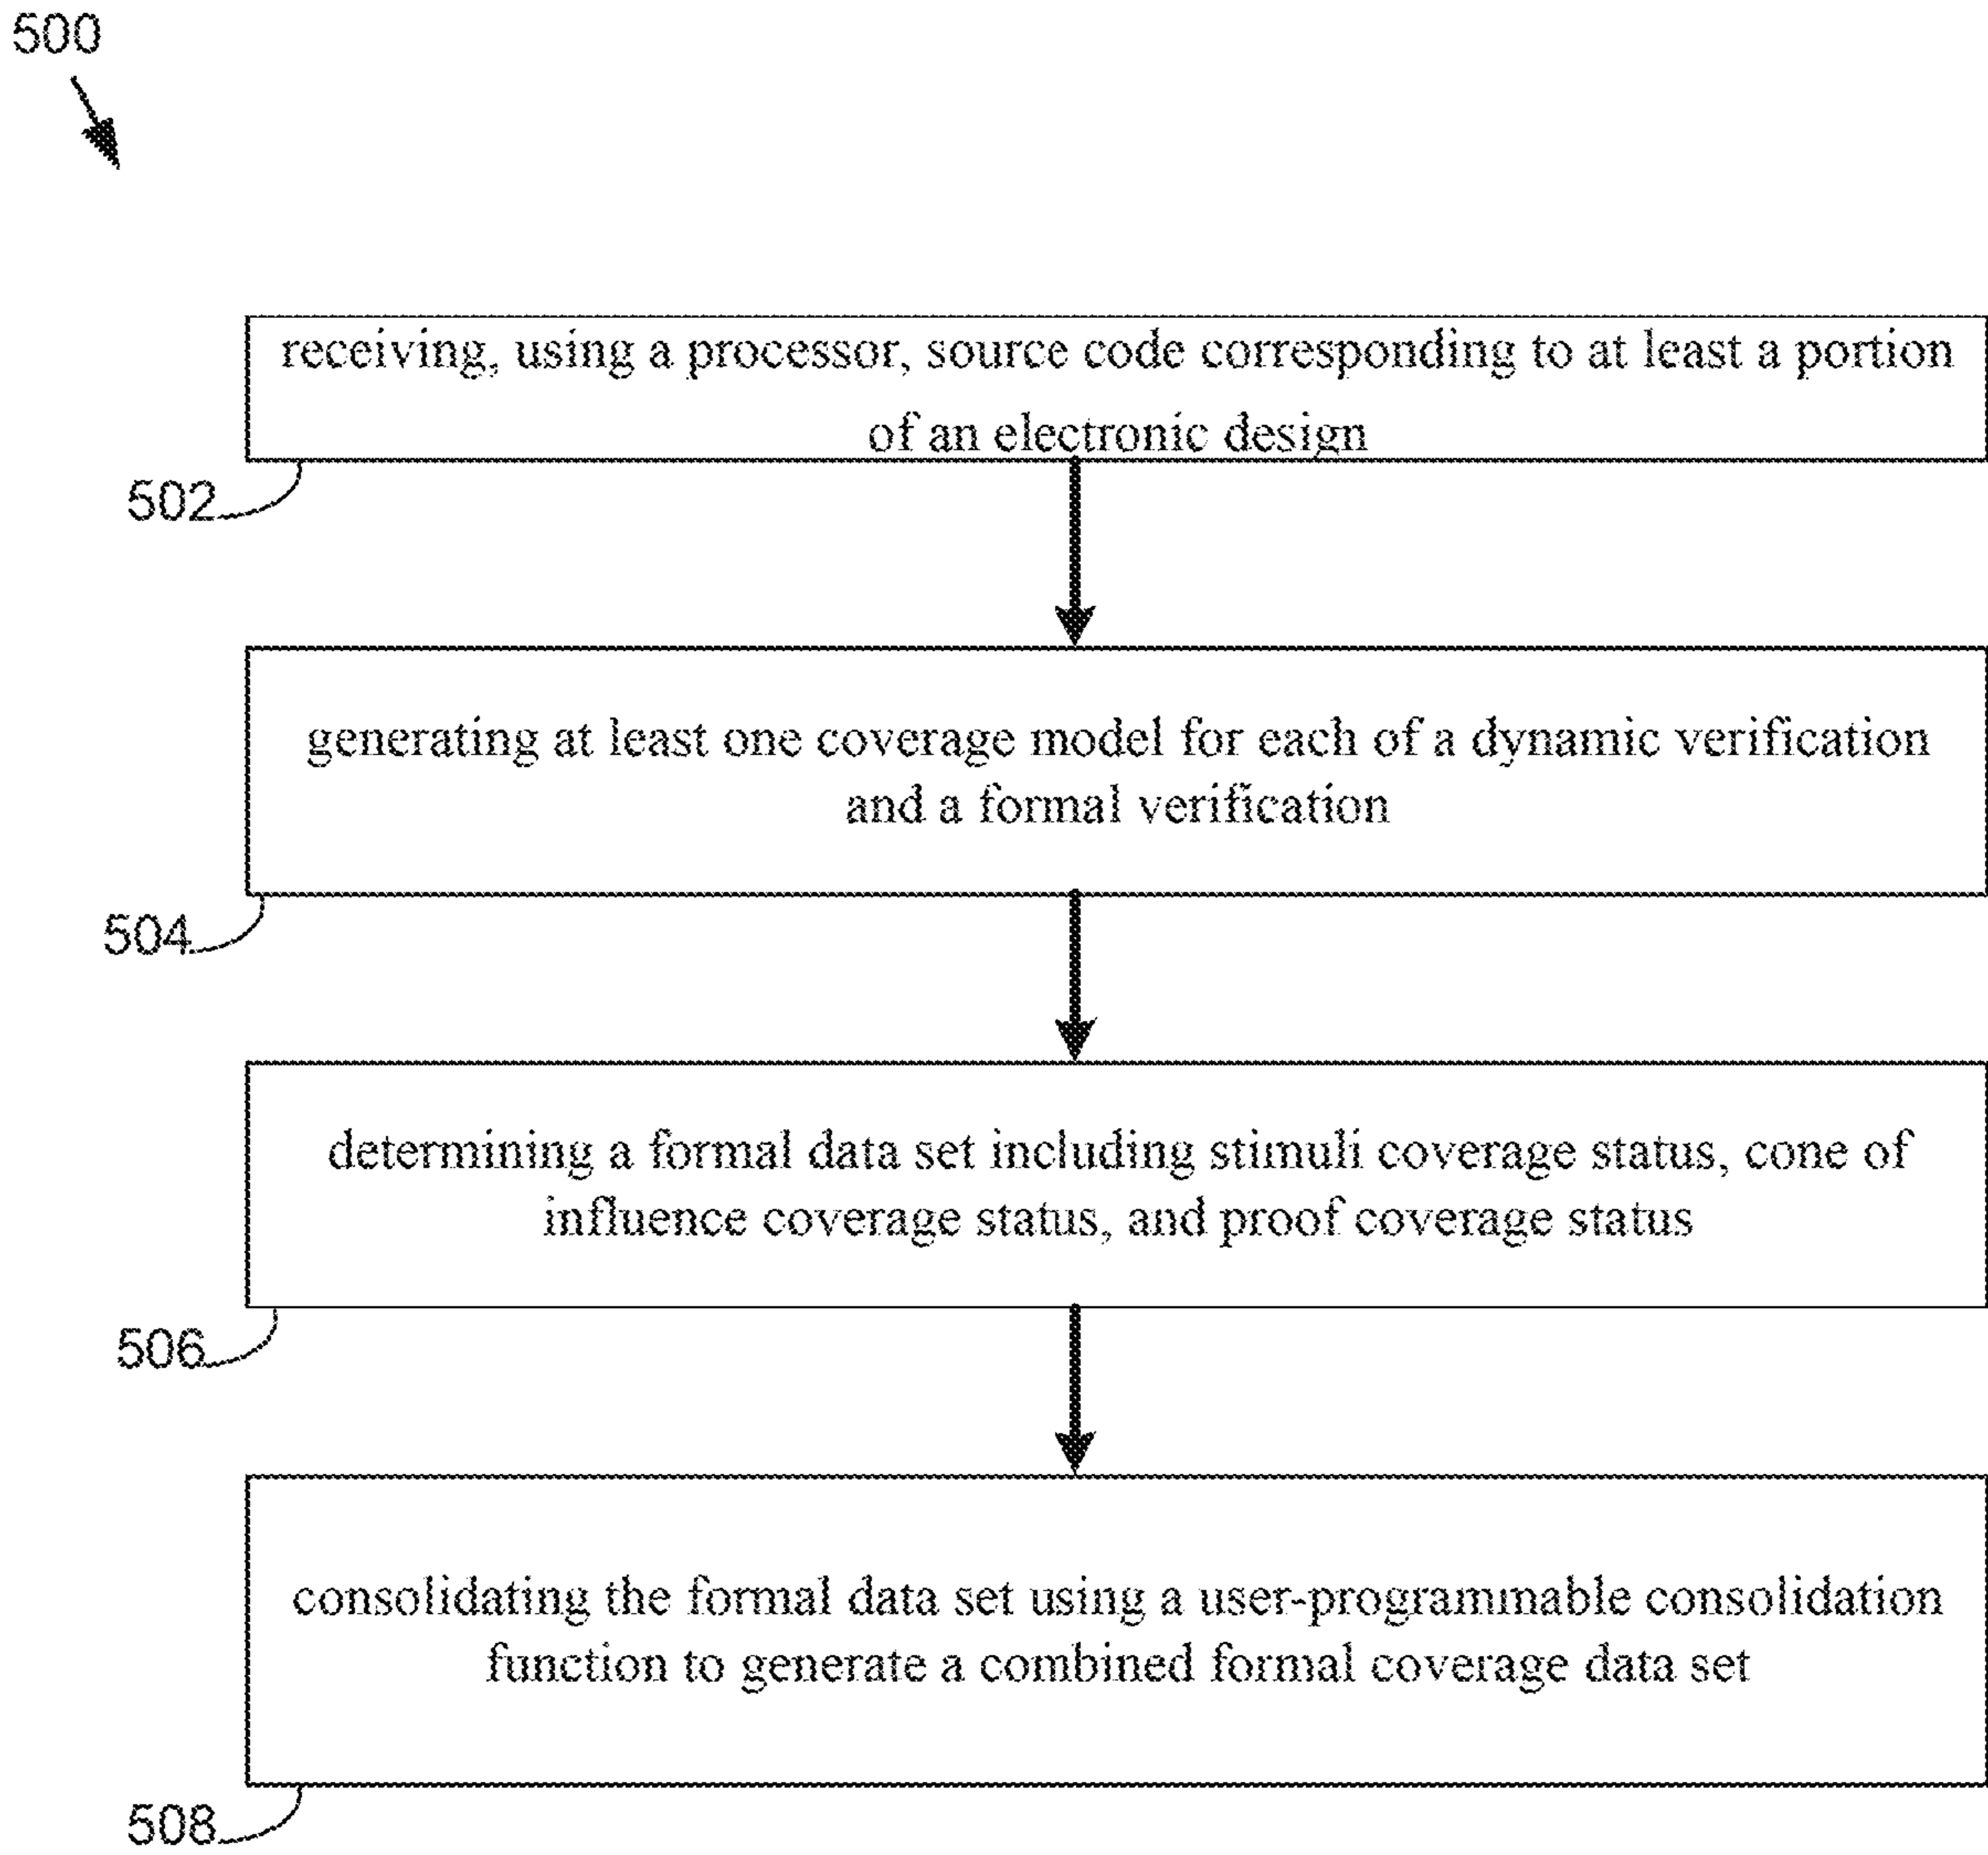 500
receiving, using a processor, source code corresponding to at least a portion
of an electronic design
502
generating at least one coverage model for each of a dynamic verification
and a formal verification
504
determining a formal data set including stimuli coverage status, cone of
influence coverage status, and proof coverage status
506
consolidating the formal data set using a user-programmable consolidation
function to generate a combined formal coverage data set
508